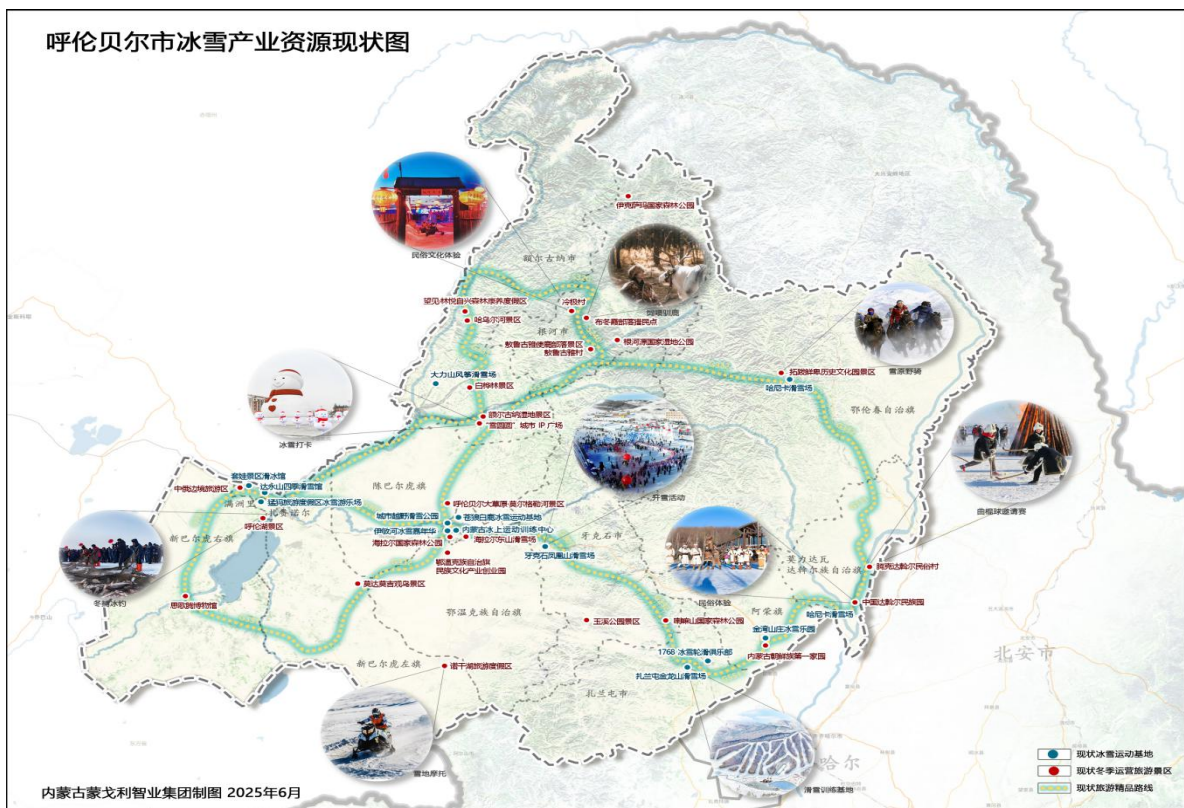 呼伦贝尔市冰雪产业资源现状图
伊克萨玛国家森林公园
民俗文化体验
额尔古纳市
望见·林悦自兴森林康养度假区
冷极村
哈乌尔河景区
布冬霞部落猎民点
根河市
敖鲁古雅使鹿部落景区
敖鲁古雅村
根河源国家湿地公园
雪原野骑
大力山风筝滑雪场
白桦林景区
拓跋鲜卑历史文化园景区
哈尼卡滑雪场
鄂伦春自治旗
冰雪打卡
额尔古纳湿地景区
“雪圆圆”城市 IP 广场
开雪活动
曲棍球邀请赛
套娃景区滑冰馆
中俄边境旅游区
达永山四季滑雪馆
满洲里
猛犸旅游度假区冰雪游乐场
扎赉诺尔
呼伦湖景区
陈巴尔虎旗
呼伦贝尔大草原·莫尔格勒河景区
城市越野滑雪公园
苍狼白鹿冰雪运动基地
伊敏河冰雪嘉年华
内蒙古冰上运动训练中心
海拉尔国家森林公园
海拉尔东山滑雪场
牙克石市
牙克石凤凰山滑雪场
新巴尔虎右旗
鄂温克族自治旗
民族文化产业创业园
莫力达瓦
达斡尔族自治旗
腾克达斡尔民俗村
冬捕冰钓
思歌腾博物馆
莫达莫吉观鸟景区
民俗体验
中国达斡尔民族园
哈尼卡滑雪场
鄂温克族自治旗
玉溪公园景区
喇嘛山国家森林公园
阿荣旗
金湾山庄冰雪乐园
内蒙古朝鲜族第一家园
北安市
新巴尔虎左旗
诺干湖旅游度假区
1768 冰雪轮滑俱乐部
扎兰屯金龙山滑雪场
扎兰屯市
雪地摩托
滑雪训练基地
哈尔
现状冰雪运动基地
现状冬季运营旅游景区
现状旅游精品路线
内蒙古蒙戈利智业集团制图 2025年6月